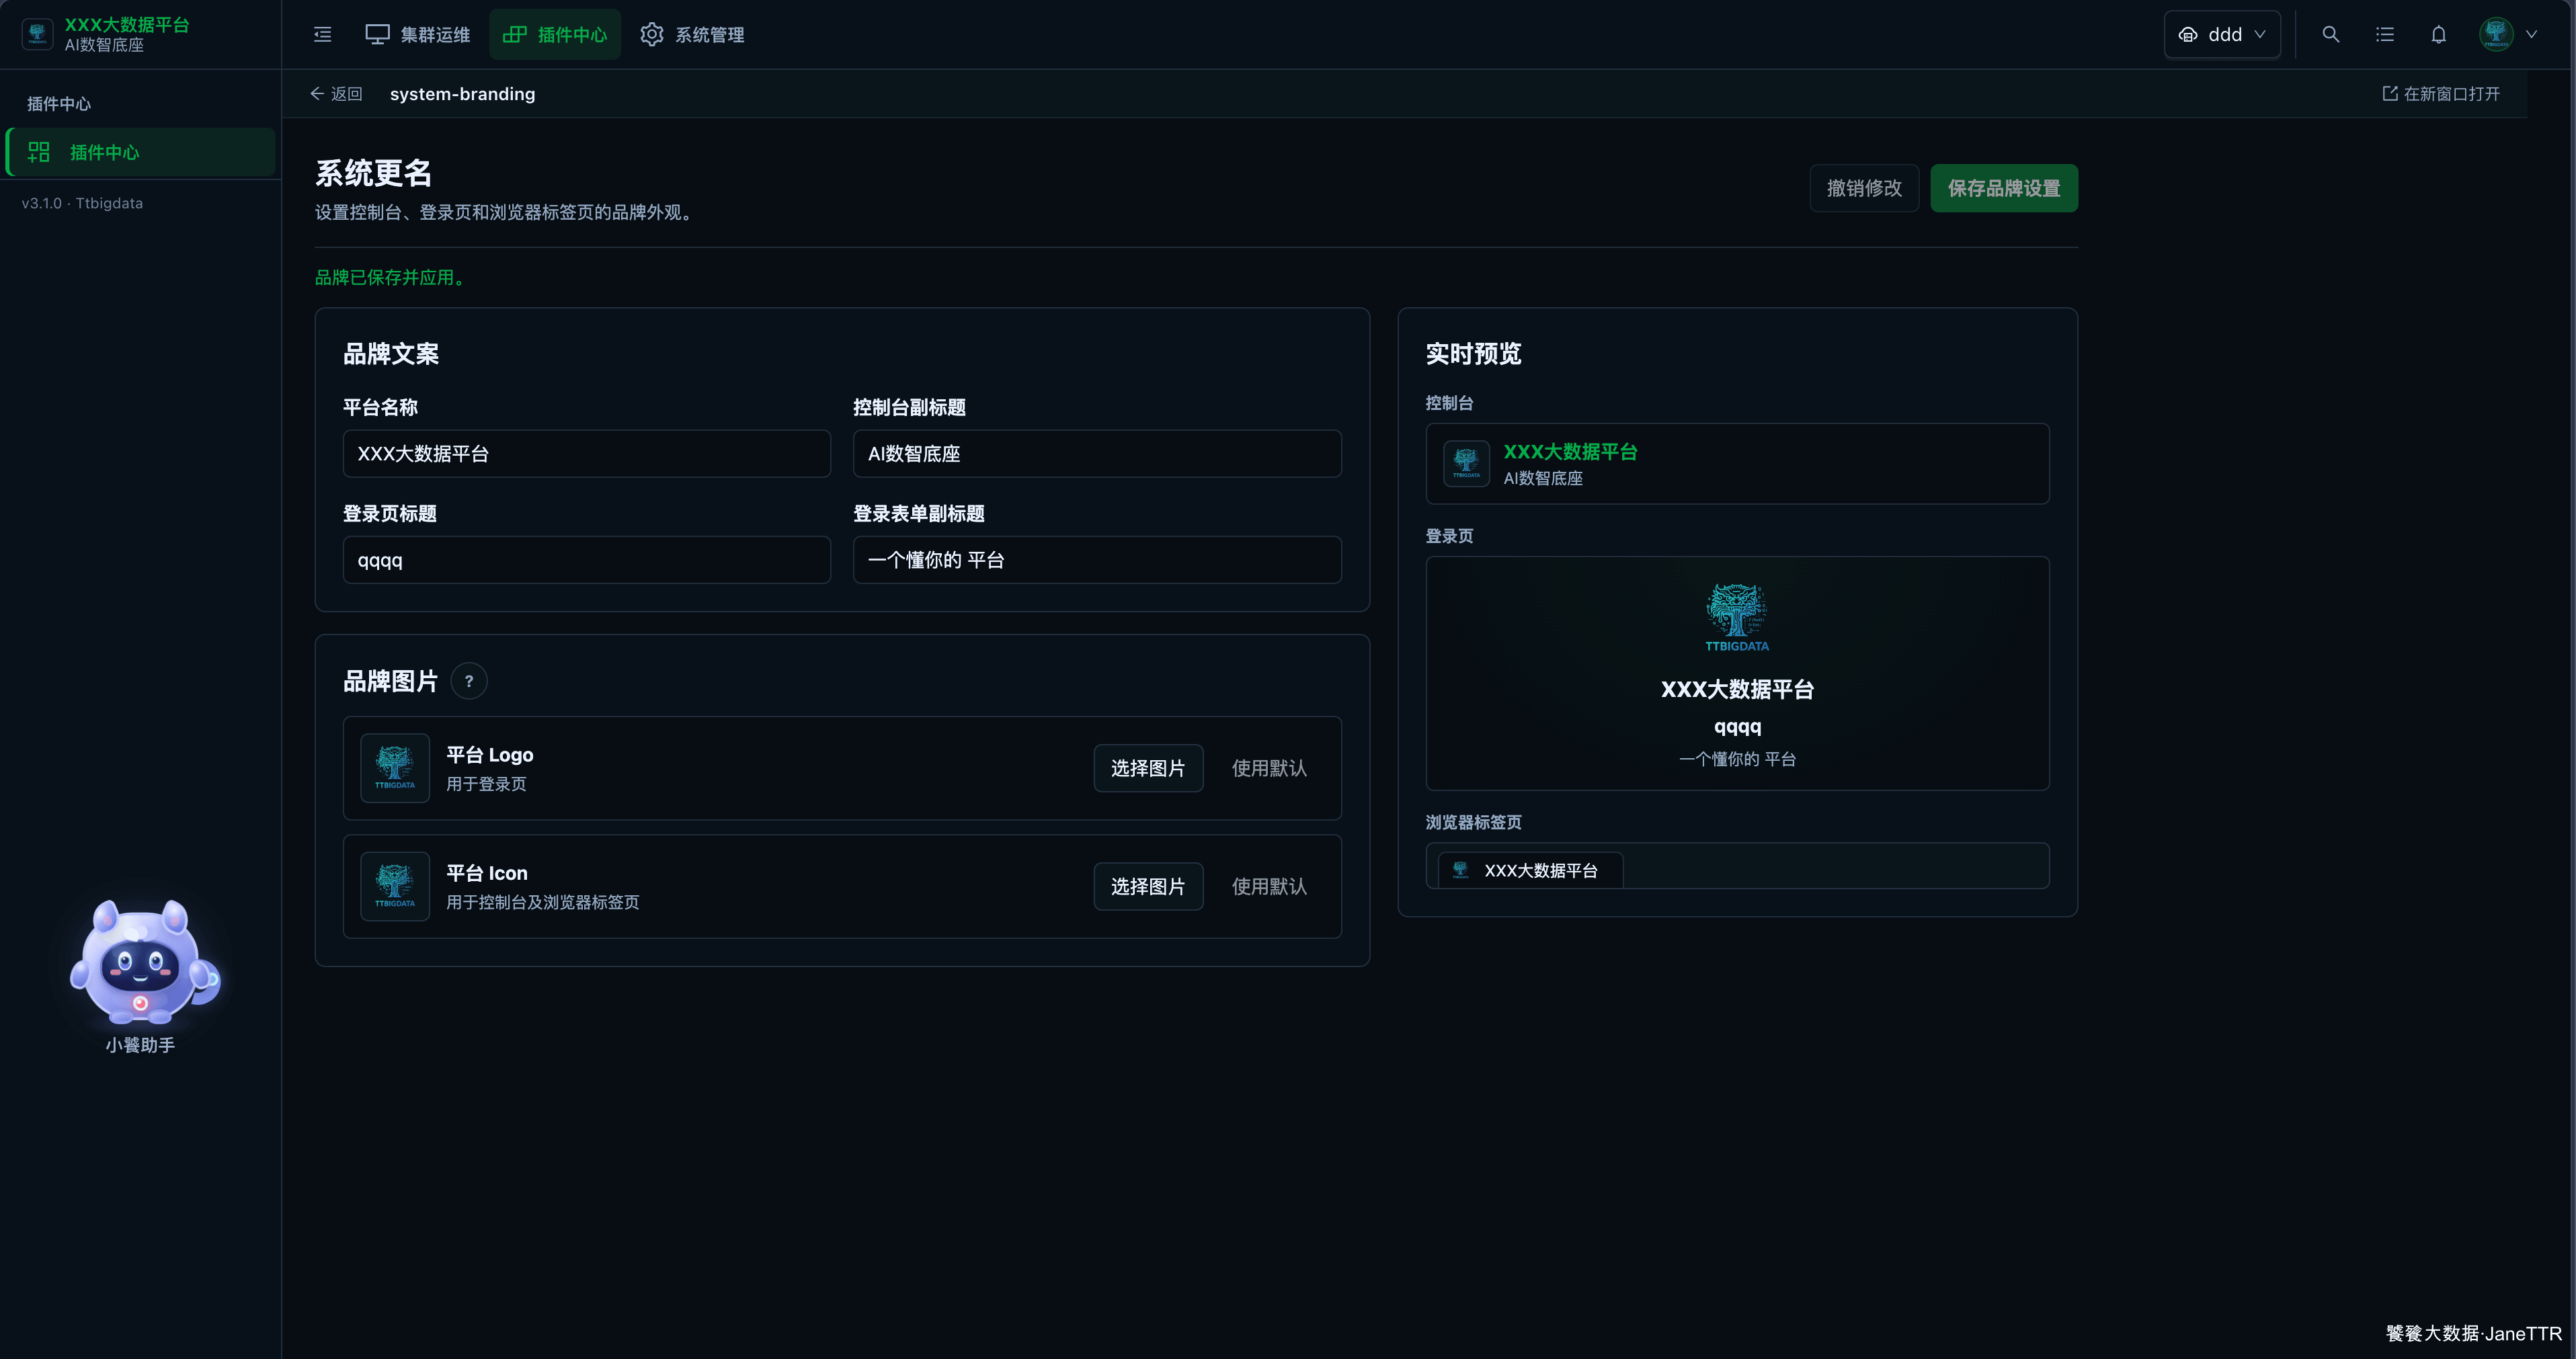 XXX大数据平台
AI数智底座
集群运维
插件中心
系统管理
ddd
插件中心
插件中心
v3.1.0 · Ttbigdata
返回
system-branding
在新窗口打开
系统更名
设置控制台、登录页和浏览器标签页的品牌外观。
撤销修改
保存品牌设置
品牌已保存并应用。
品牌文案
平台名称
控制台副标题
XXX大数据平台
AI数智底座
登录页标题
登录表单副标题
qqqq
一个懂你的 平台
品牌图片
?
TTBIGDATA
平台 Logo
用于登录页
选择图片
使用默认
TTBIGDATA
平台 Icon
用于控制台及浏览器标签页
选择图片
使用默认
实时预览
控制台
TTBIGDATA
XXX大数据平台
AI数智底座
登录页
TTBIGDATA
XXX大数据平台
qqqq
一个懂你的 平台
浏览器标签页
XXX大数据平台
小饕助手
饕餮大数据·JaneTTR